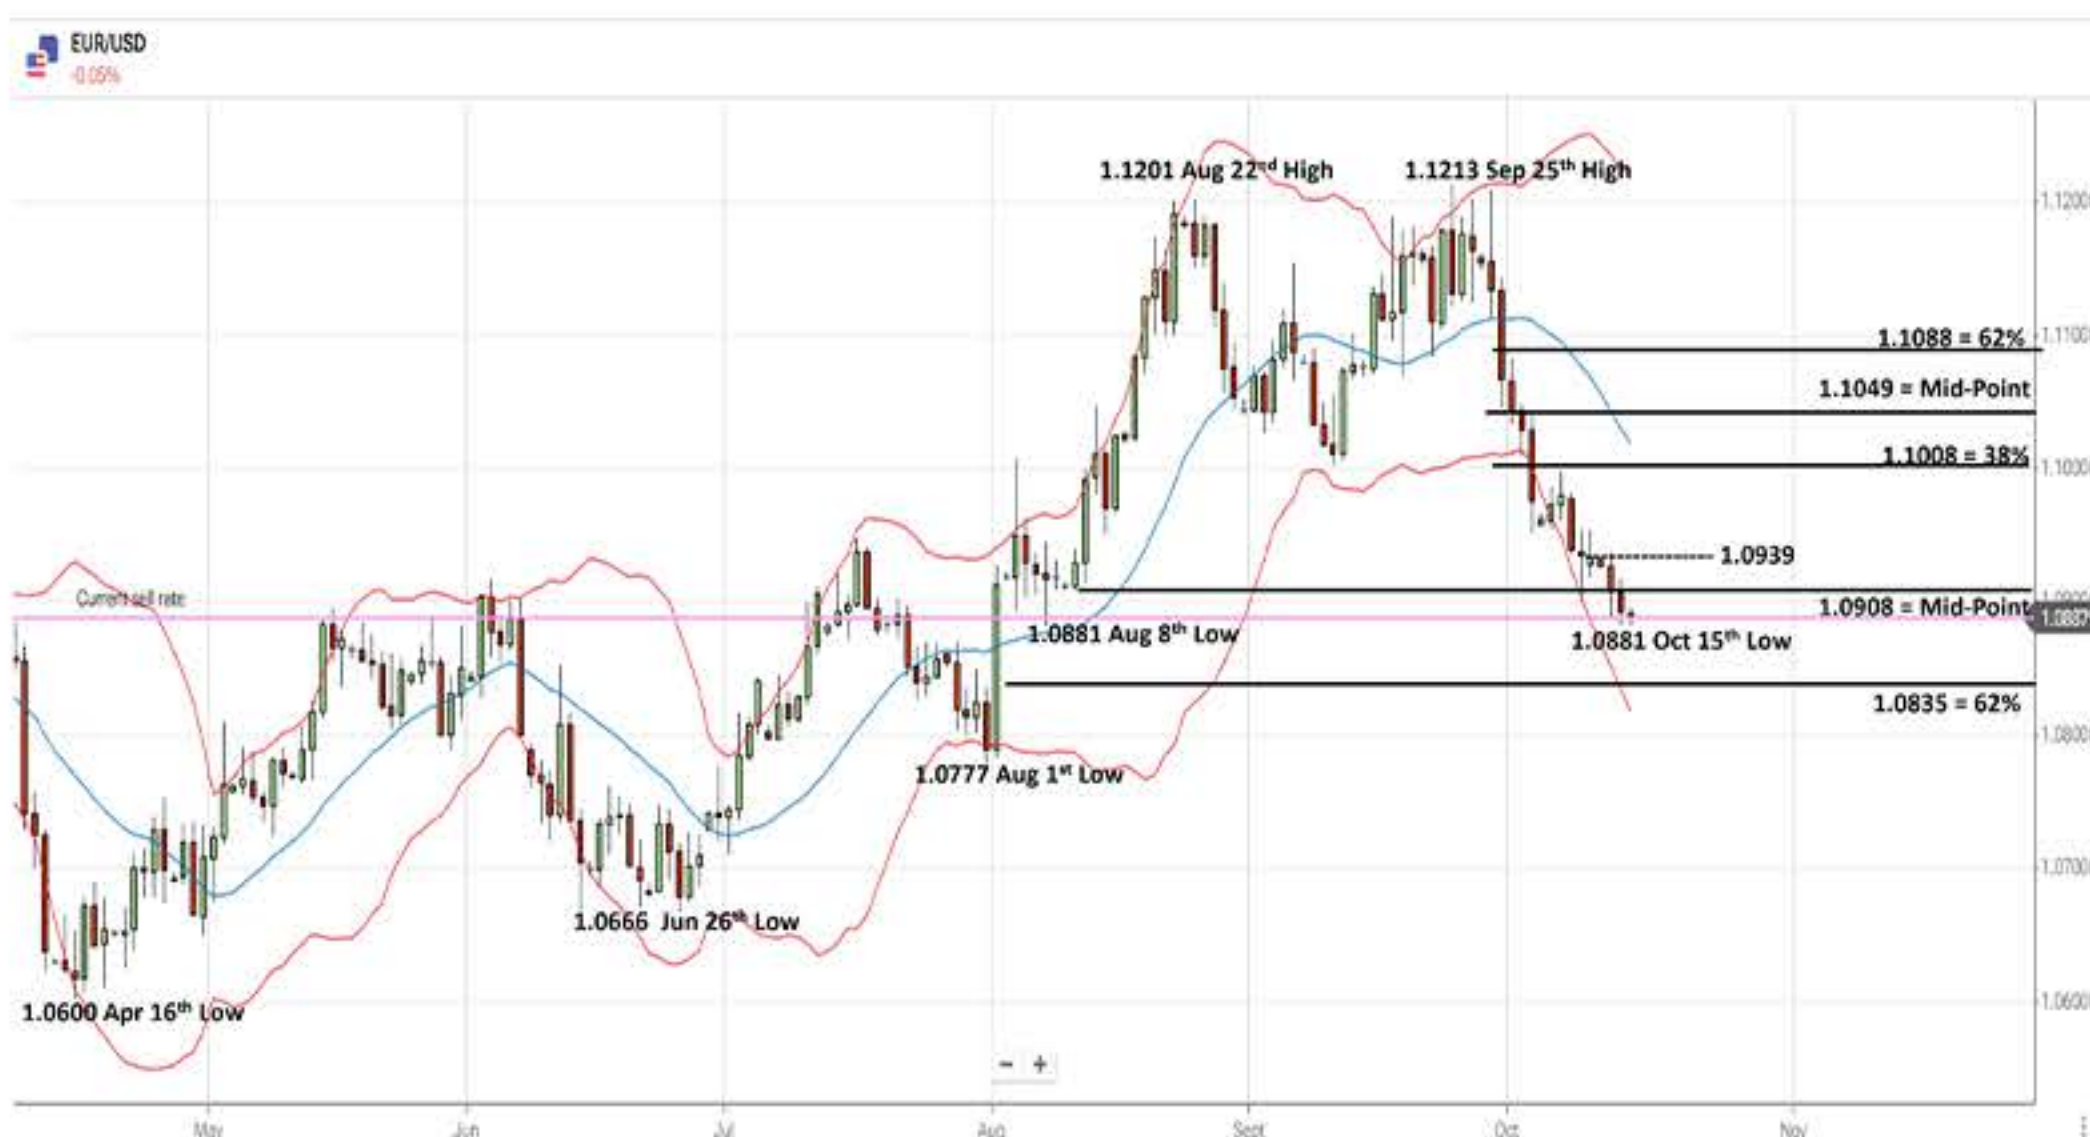 EUR/USD
-0.05%
1.1201 Aug 22nd High
1.1213 Sep 25th High
1.1200
1.1088 = 62%
1.1100
1.1049 = Mid-Point
1.1008 = 38%
1.1000
1.0939
Current sell rate
1.0900
1.0908 = Mid-Point
1.0887
1.0881 Aug 8th Low
1.0881 Oct 15th Low
1.0835 = 62%
1.0800
1.0777 Aug 1st Low
1.0700
1.0666 Jun 26th Low
1.0600
1.0600 Apr 16th Low
− +
May Jun Jul Aug Sept Oct Nov